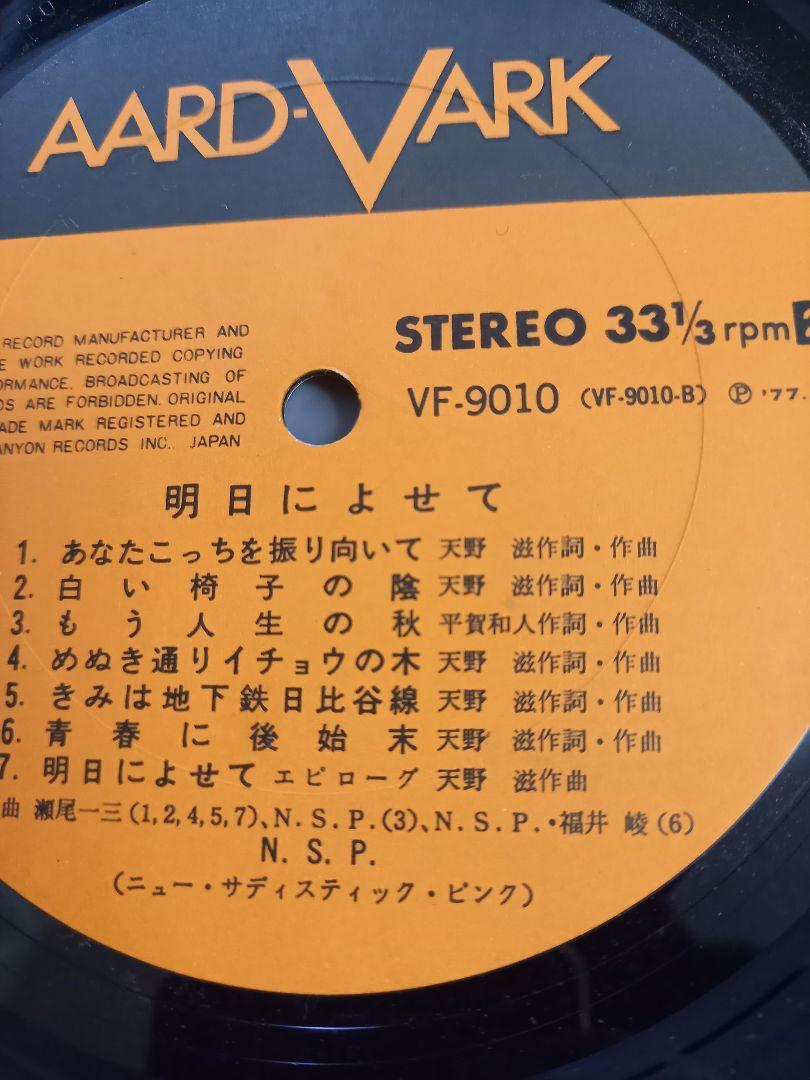 AARD-VARK
RECORD MANUFACTURER AND
WORK RECORDED COPYING
BROADCASTING OF
ARE FORBIDDEN. ORIGINAL
MARK REGISTERED AND
RECORDS INC., JAPAN
STEREO 33 1/3 rpm
VF-9010 (VF-9010-B) Ⓟ '77.
明日によせて
1. あなたこっちを振り向いて 天野 滋作詞・作曲
2. 白い椅子の陰 天野 滋作詞・作曲
3. もう人生の秋 平賀和人作詞・作曲
4. めぬき通りイチョウの木 天野 滋作詞・作曲
5. きみは地下鉄日比谷線 天野 滋作詞・作曲
6. 青春に後始末 天野 滋作詞・作曲
7. 明日によせて エピローグ 天野 滋作曲
曲 瀬尾一三(1,2,4,5,7)、N.S.P.(3)、N.S.P.・福井 崚(6)
N.S.P.
(ニュー・サディスティック・ピンク)